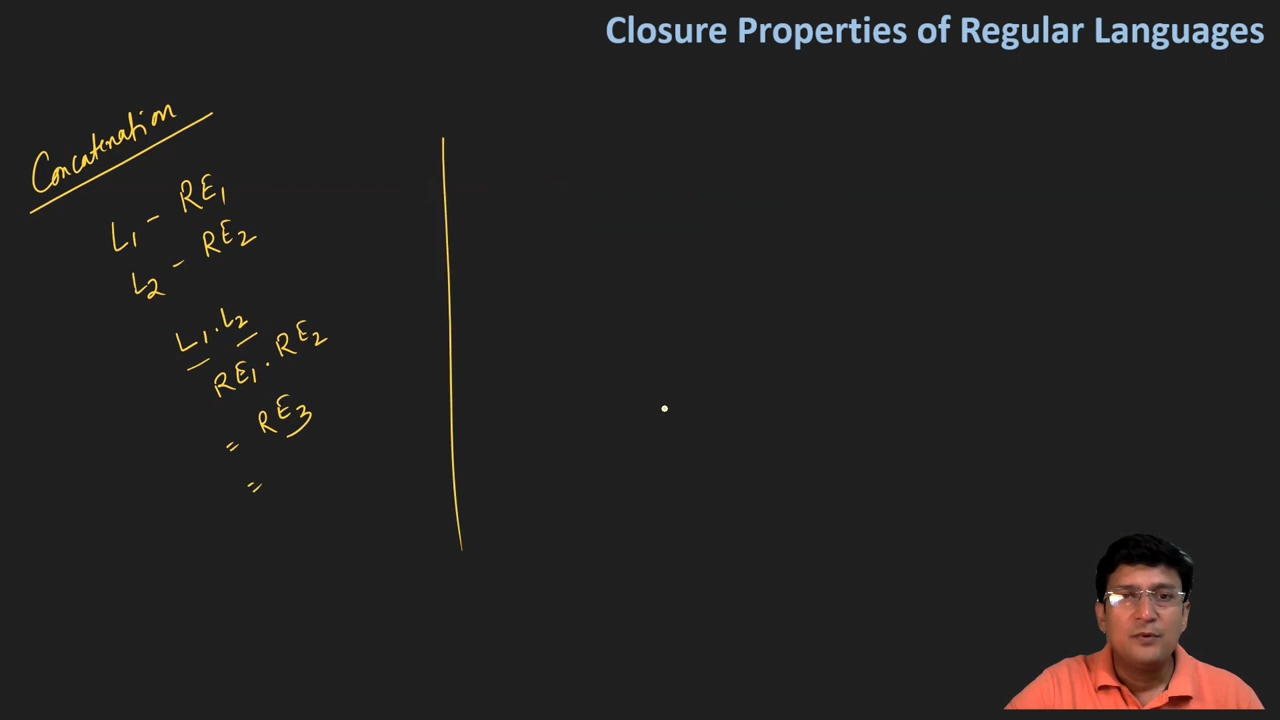 Closure Properties of Regular Languages
Concatenation
L₁ - RE₁
L₂ - RE₂
L₁ · L₂
RE₁ · RE₂
= RE₃
=